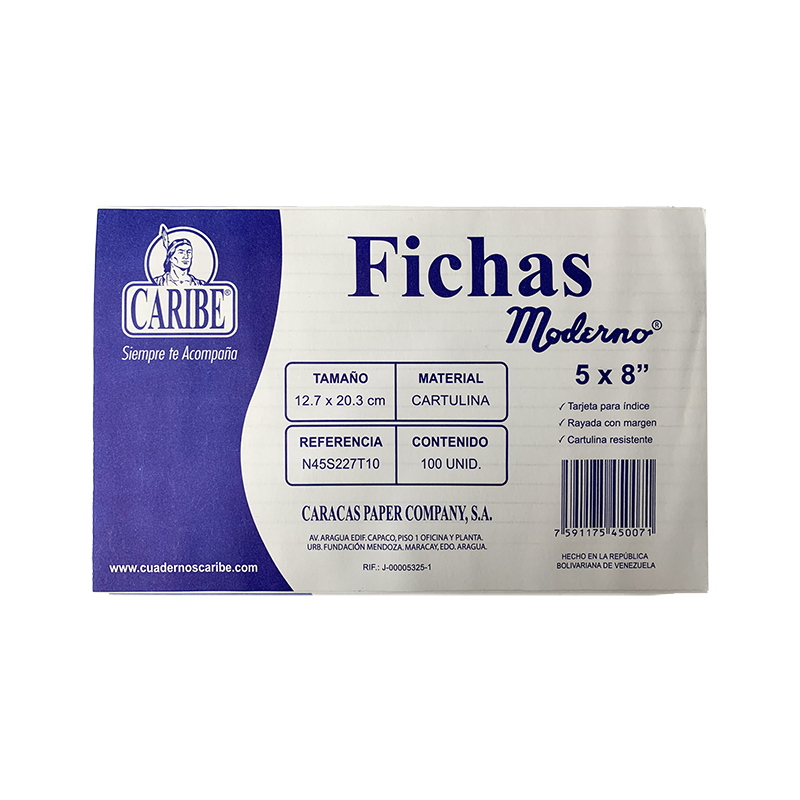 CARIBE®
Siempre te Acompaña
www.cuadernoscaribe.com
Fichas
Moderno®
5 x 8”
✓ Tarjeta para índice
✓ Rayada con margen
✓ Cartulina resistente
TAMAÑO MATERIAL
12.7 x 20.3 cm CARTULINA
REFERENCIA CONTENIDO
N45S227T10 100 UNID.
CARACAS PAPER COMPANY, S.A.
AV. ARAGUA EDIF. CAPACO, PISO 1 OFICINA Y PLANTA.
URB. FUNDACIÓN MENDOZA, MARACAY, EDO. ARAGUA.
RIF.: J-00005325-1
7 591175 450071
HECHO EN LA REPÚBLICA
BOLIVARIANA DE VENEZUELA